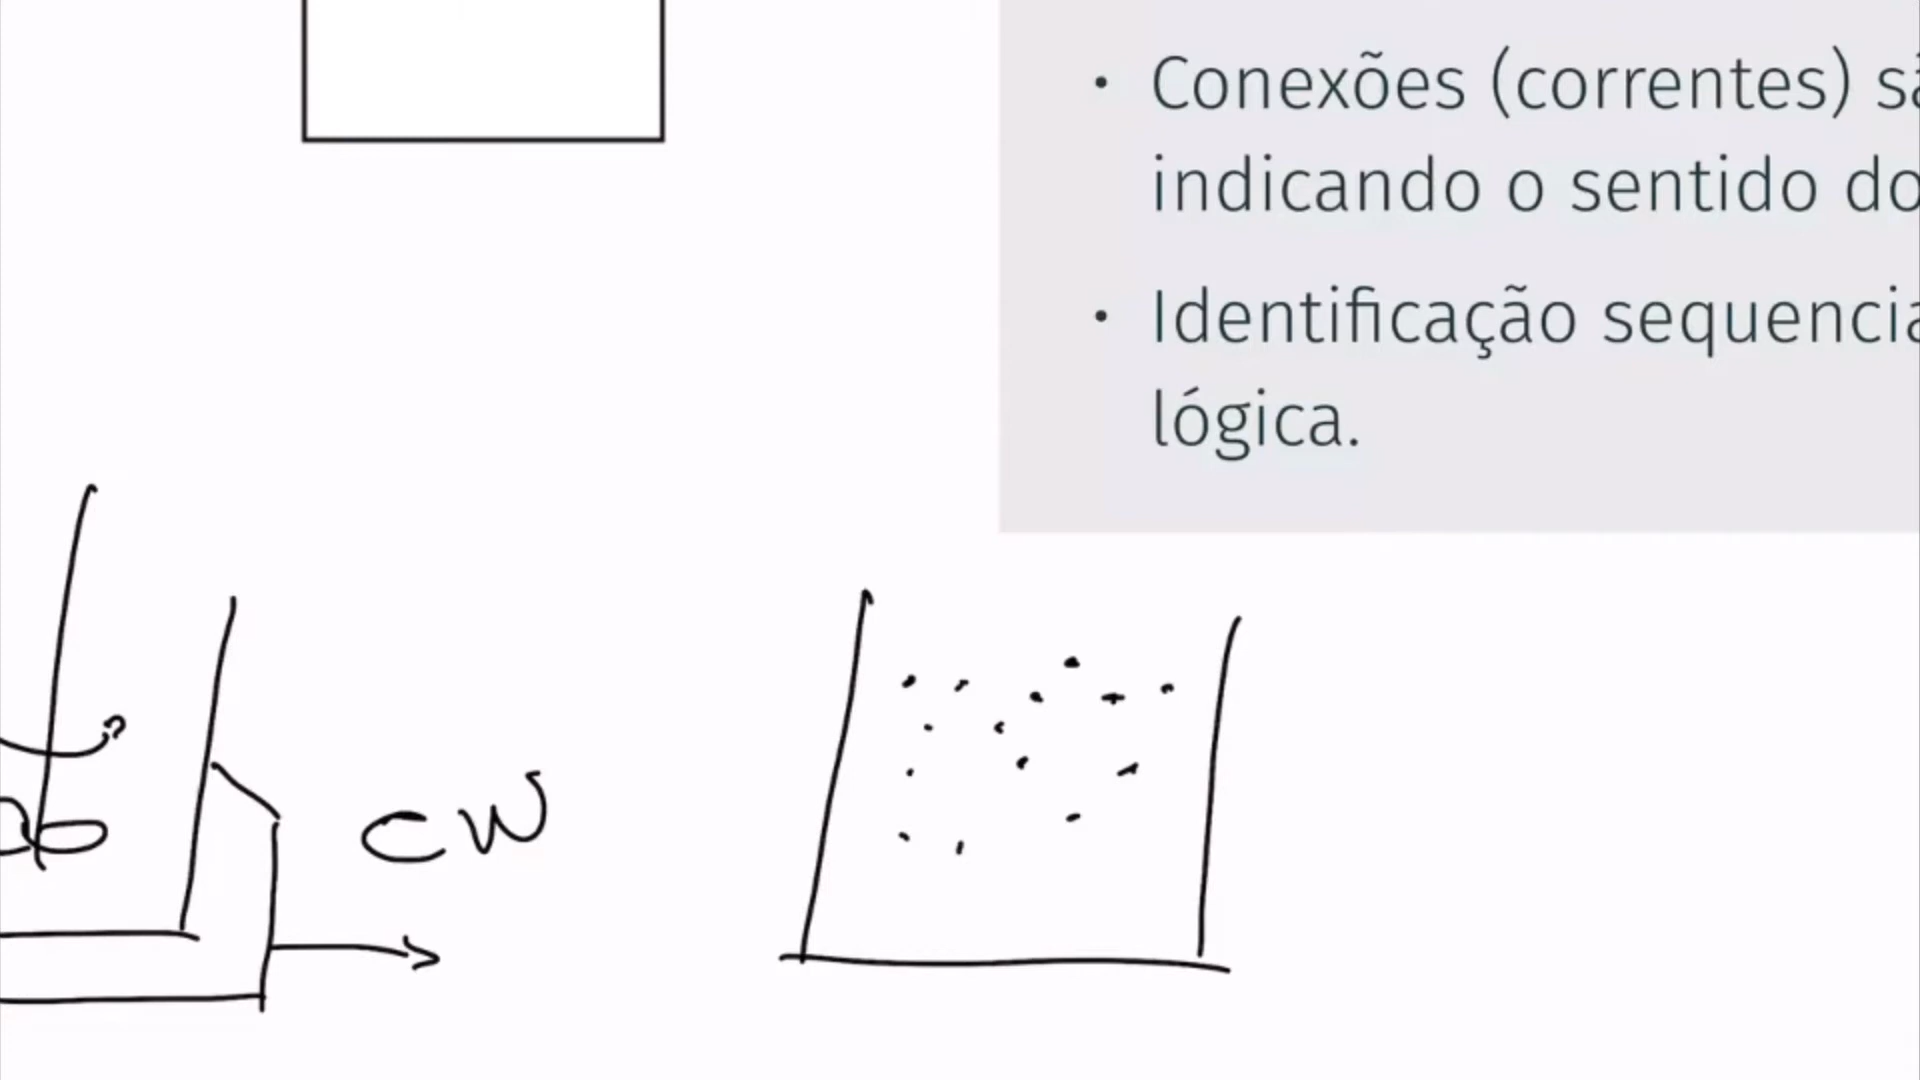 • Conexões (correntes) sã
indicando o sentido do
• Identificação sequencia
lógica.
CW